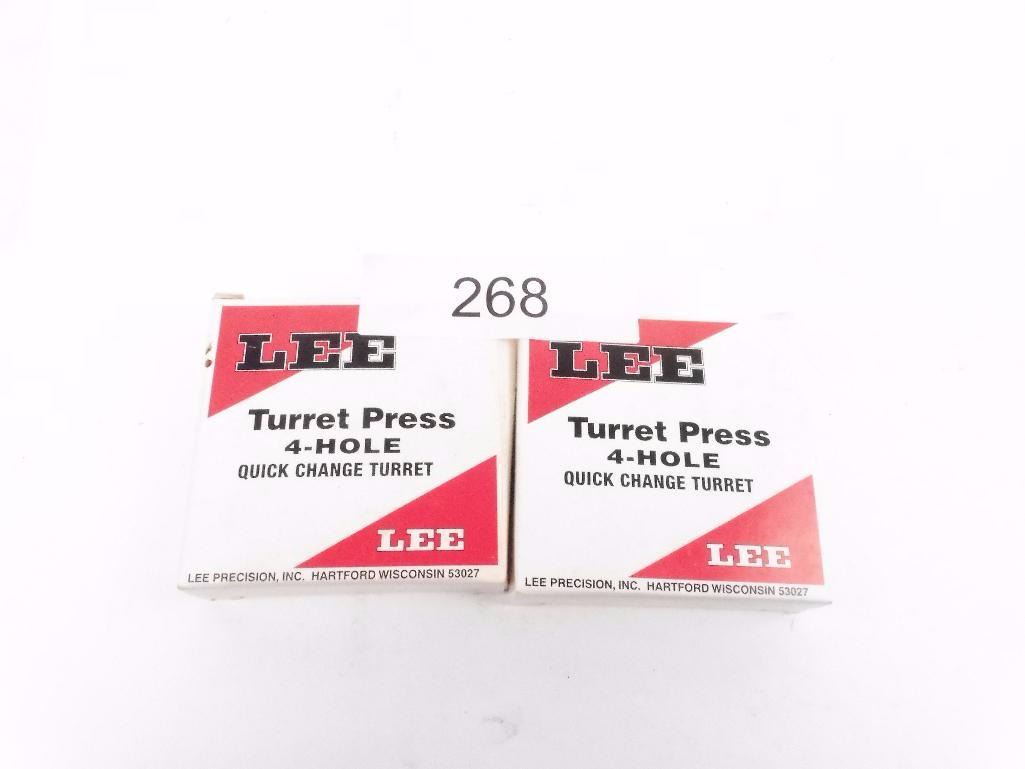 268
LEE
Turret Press
4-HOLE
QUICK CHANGE TURRET
LEE
LEE PRECISION, INC. HARTFORD WISCONSIN 53027
LEE
Turret Press
4-HOLE
QUICK CHANGE TURRET
LEE
LEE PRECISION, INC. HARTFORD WISCONSIN 53027